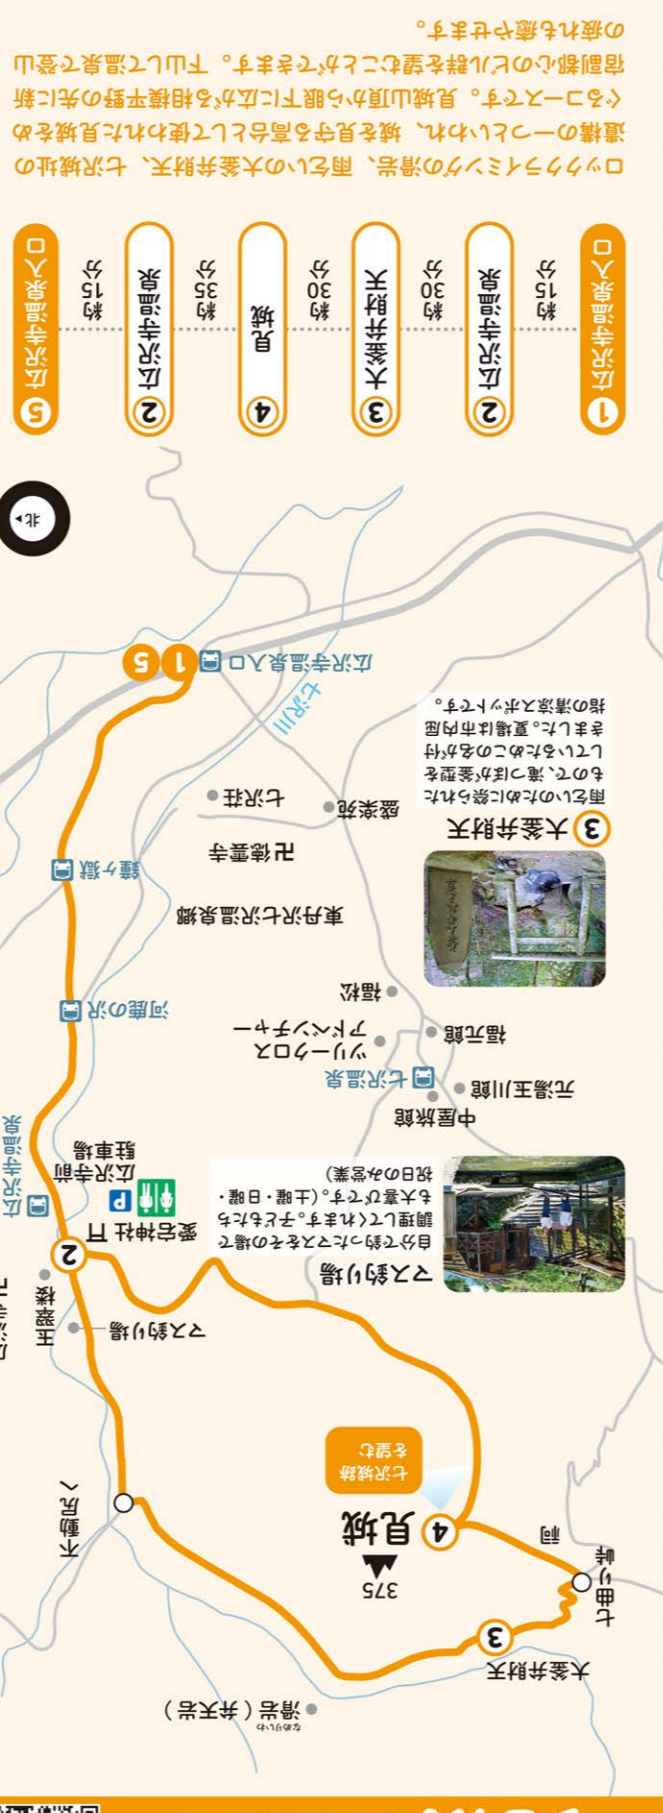 なめりいわ
滑岩（弁天岩）
大釜弁財天
3
七曲り峠
祠
375
4 見城
七沢城跡
を望む
不動尻へ
マス釣り場
玉翠楼
2
マス釣り場
自分で釣ったマスをその場で
調理してくれます。子どもたち
も大喜びです。（土曜・日曜・
祝日のみ営業）
愛宕神社
P
広沢寺前
駐車場
広沢寺温泉
中屋旅館
元湯玉川館
七沢温泉
福元館
ツリークロス
アドベンチャー
福松
河鹿の沢
東丹沢七沢温泉郷
卍徳雲寺
鐘ヶ嶽
盛楽苑
七沢荘
3 大釜弁財天
雨乞いのために祭られた
もので、滝つぼが釜型を
しているためこの名が付
きました。夏場は市内屈
指の清涼スポットです。
七沢川
広沢寺温泉入口
1 5
北
1 広沢寺温泉入口
約15分
2 広沢寺温泉
約30分
3 大釜弁財天
約30分
4 見城
約35分
2 広沢寺温泉
約15分
5 広沢寺温泉入口
ロッククライミングの滑岩、雨乞いの大釜弁財天、七沢城址の
遺構の一つといわれ、城を見守る高台として使われた見城をめ
ぐるコースです。見城山頂から眼下に広がる相模平野の先に新
宿副都心のビル群を望むことができます。下山して温泉で登山
の疲れも癒やせます。